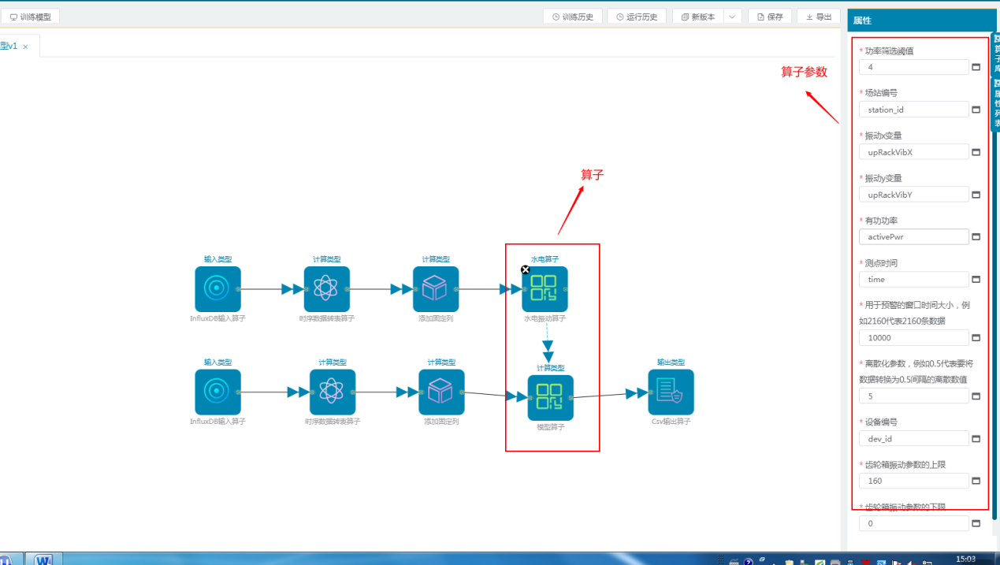 训练模型
训练历史
运行历史
新版本
保存
导出
属性
型v1 ×
算子库
属性列表
算子参数
算子
* 功率筛选阈值
4
* 场站编号
station_id
* 振动x变量
upRackVibX
* 振动y变量
upRackVibY
* 有功功率
activePwr
* 测点时间
time
* 用于预警的窗口时间大小，例
如2160代表2160条数据
10000
* 离散化参数，例如0.5代表要将
数据转换为0.5间隔的离散数值
5
* 设备编号
dev_id
* 齿轮箱振动参数的上限
160
* 齿轮箱振动参数的下限
0
输入类型
计算类型
计算类型
水电算子
InfluxDB输入算子
时序数据转表算子
添加固定列
水电振动算子
输入类型
计算类型
计算类型
计算类型
输出类型
InfluxDB输入算子
时序数据转表算子
添加固定列
模型算子
Csv输出算子
15:03